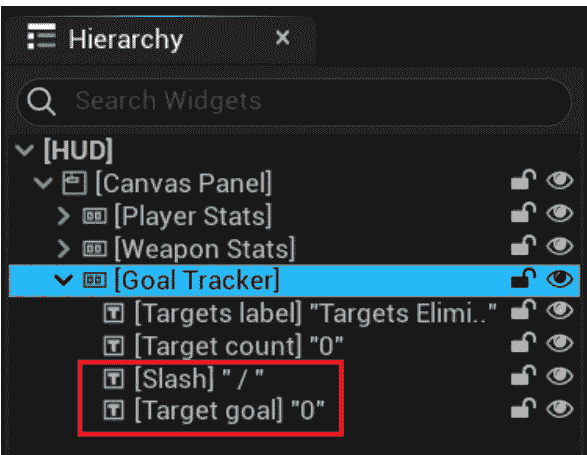 Hierarchy ×
Search Widgets
[HUD]
[Canvas Panel]
[Player Stats]
[Weapon Stats]
[Goal Tracker]
[Targets label] "Targets Elimi.."
[Target count] "0"
[Slash] " / "
[Target goal] "0"